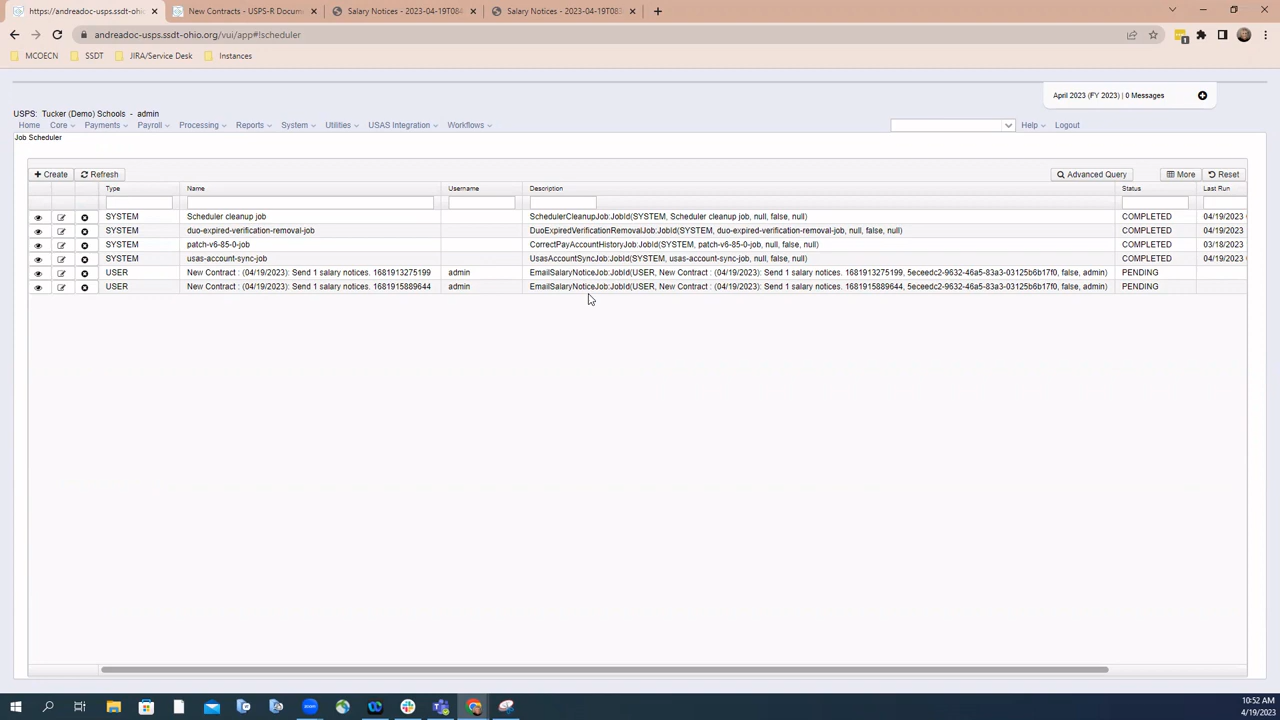 https://andreadoc-usps.ssdt-ohio.
New Contracts - USPS-R Docum
Salary Notices - 2023-04-19T084
Salary Notices - 2023-04-19T083
andreadoc-usps.ssdt-ohio.org/vui/app#!scheduler
1
MCOECN SSDT JIRA/Service Desk Instances
April 2023 (FY 2023) | 0 Messages
USPS: Tucker (Demo) Schools - admin
Home Core Payments Payroll Processing Reports System Utilities USAS Integration Workflows Help Logout
Job Scheduler
Create Refresh Advanced Query More Reset
Type Name Username Description Status Last Run
SYSTEM Scheduler cleanup job SchedulerCleanupJob:JobId(SYSTEM, Scheduler cleanup job, null, false, null) COMPLETED 04/19/2023
SYSTEM duo-expired-verification-removal-job DuoExpiredVerificationRemovalJob:JobId(SYSTEM, duo-expired-verification-removal-job, null, false, null) COMPLETED 04/19/2023
SYSTEM patch-v6-85-0-job CorrectPayAccountHistoryJob:JobId(SYSTEM, patch-v6-85-0-job, null, false, null) COMPLETED 03/18/2023
SYSTEM usas-account-sync-job UsasAccountSyncJob:JobId(SYSTEM, usas-account-sync-job, null, false, null) COMPLETED 04/19/2023
USER New Contract : (04/19/2023): Send 1 salary notices. 1681913275199 admin EmailSalaryNoticeJob:JobId(USER, New Contract : (04/19/2023): Send 1 salary notices. 1681913275199, 5eceedc2-9632-46a5-83a3-03125b6b17f0, false, admin) PENDING
USER New Contract : (04/19/2023): Send 1 salary notices. 1681915889644 admin EmailSalaryNoticeJob:JobId(USER, New Contract : (04/19/2023): Send 1 salary notices. 1681915889644, 5eceedc2-9632-46a5-83a3-03125b6b17f0, false, admin) PENDING
10:52 AM
4/19/2023